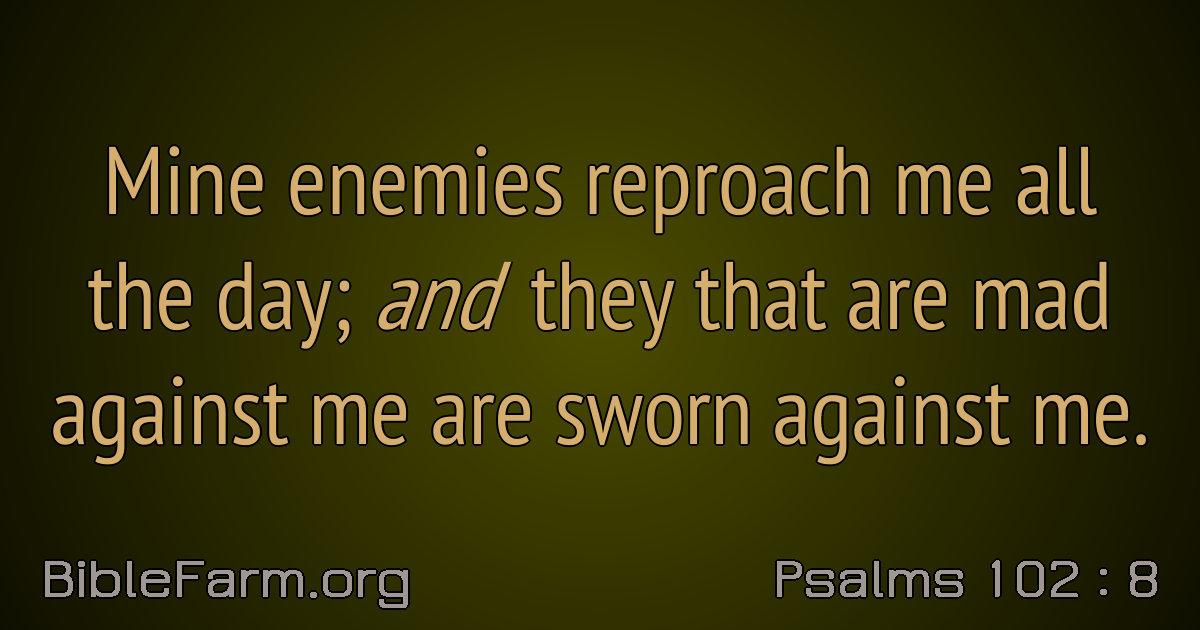 Mine enemies reproach me all
the day; and they that are mad
against me are sworn against me.
BibleFarm.org
Psalms 102 : 8